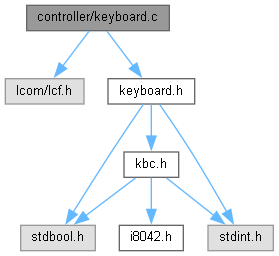 controller/keyboard.c
lcom/lcf.h
keyboard.h
kbc.h
stdbool.h
i8042.h
stdint.h